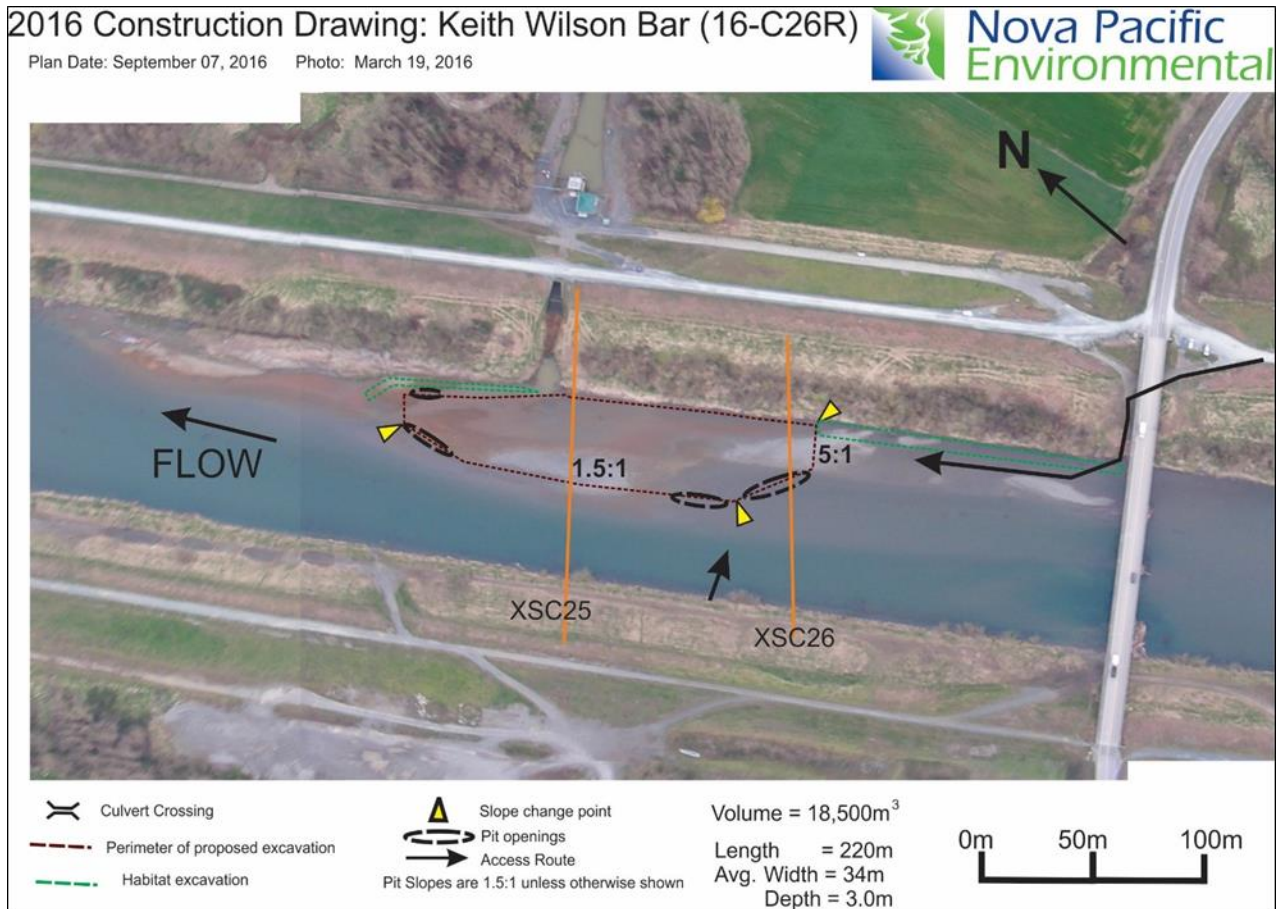 2016 Construction Drawing: Keith Wilson Bar (16-C26R)
Plan Date: September 07, 2016 Photo: March 19, 2016
Nova Pacific
Environmental
N
FLOW
1.5:1
5:1
XSC25
XSC26
Culvert Crossing
Perimeter of proposed excavation
Habitat excavation
Slope change point
Pit openings
Access Route
Pit Slopes are 1.5:1 unless otherwise shown
Volume = 18,500m³
Length = 220m
Avg. Width = 34m
Depth = 3.0m
0m 50m 100m